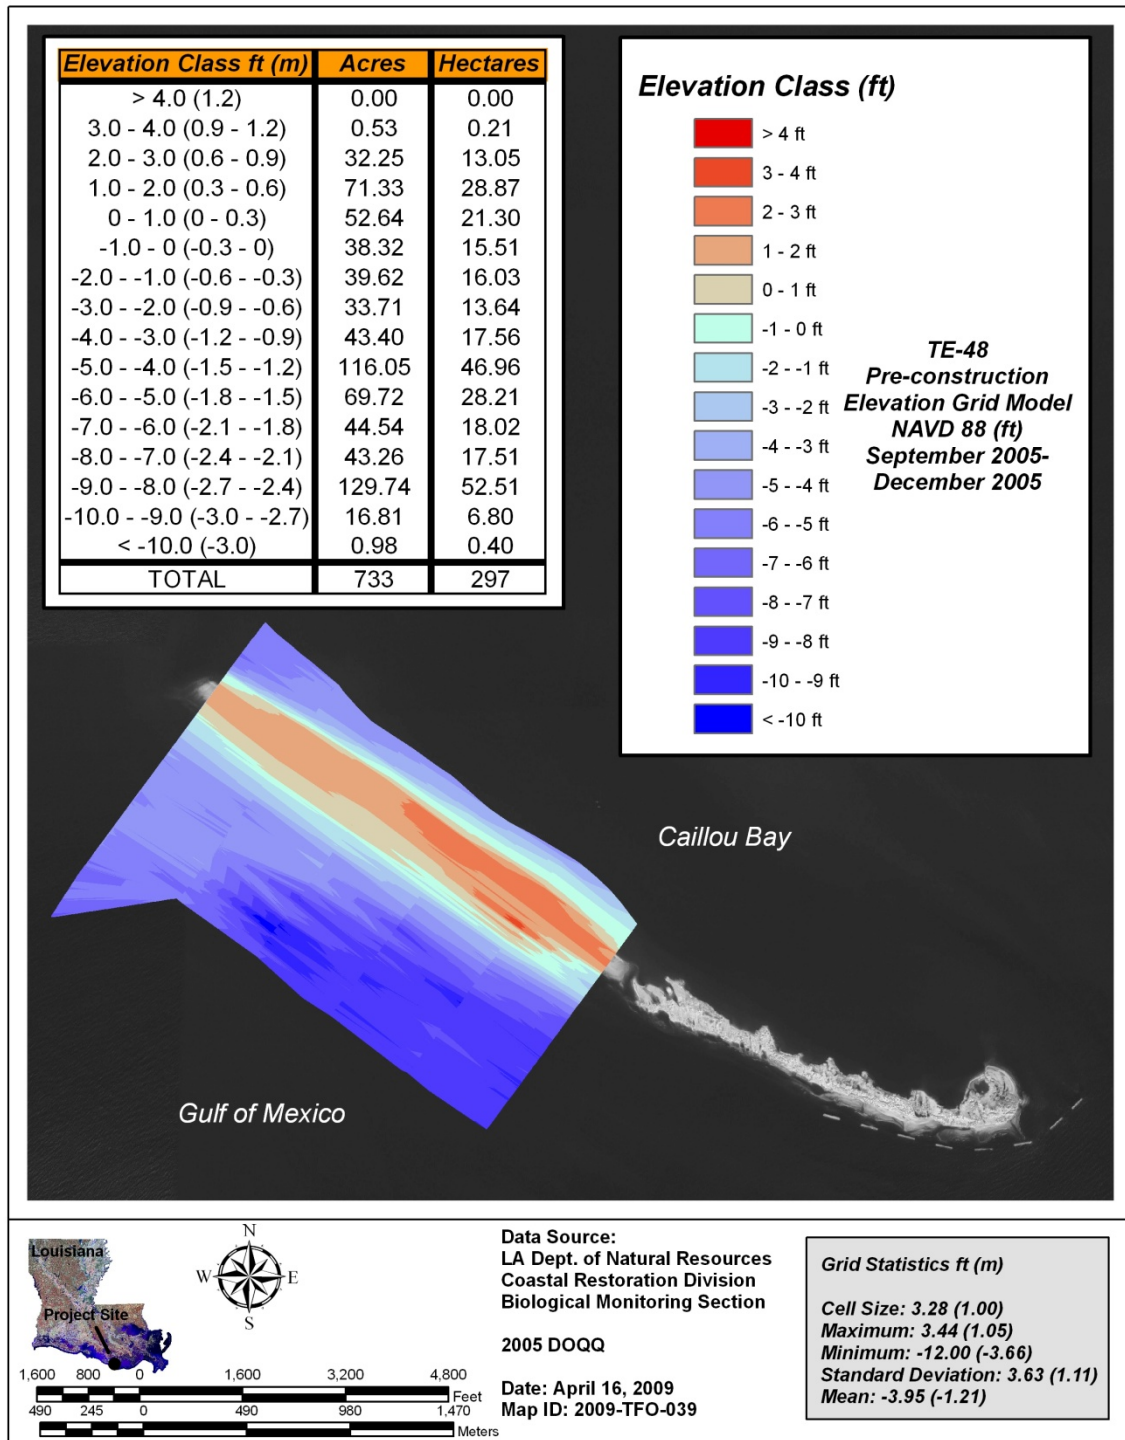 Elevation Class ft (m) Acres Hectares
> 4.0 (1.2) 0.00 0.00
3.0 - 4.0 (0.9 - 1.2) 0.53 0.21
2.0 - 3.0 (0.6 - 0.9) 32.25 13.05
1.0 - 2.0 (0.3 - 0.6) 71.33 28.87
0 - 1.0 (0 - 0.3) 52.64 21.30
-1.0 - 0 (-0.3 - 0) 38.32 15.51
-2.0 - -1.0 (-0.6 - -0.3) 39.62 16.03
-3.0 - -2.0 (-0.9 - -0.6) 33.71 13.64
-4.0 - -3.0 (-1.2 - -0.9) 43.40 17.56
-5.0 - -4.0 (-1.5 - -1.2) 116.05 46.96
-6.0 - -5.0 (-1.8 - -1.5) 69.72 28.21
-7.0 - -6.0 (-2.1 - -1.8) 44.54 18.02
-8.0 - -7.0 (-2.4 - -2.1) 43.26 17.51
-9.0 - -8.0 (-2.7 - -2.4) 129.74 52.51
-10.0 - -9.0 (-3.0 - -2.7) 16.81 6.80
< -10.0 (-3.0) 0.98 0.40
TOTAL 733 297
Elevation Class (ft)
> 4 ft
3 - 4 ft
2 - 3 ft
1 - 2 ft
0 - 1 ft
-1 - 0 ft
-2 - -1 ft
-3 - -2 ft
-4 - -3 ft
-5 - -4 ft
-6 - -5 ft
-7 - -6 ft
-8 - -7 ft
-9 - -8 ft
-10 - -9 ft
< -10 ft
TE-48
Pre-construction
Elevation Grid Model
NAVD 88 (ft)
September 2005-
December 2005
Caillou Bay
Gulf of Mexico
Louisiana
Project Site
N
W E
S
1,600 800 0 1,600 3,200 4,800
Feet
490 245 0 490 980 1,470
Meters
Data Source:
LA Dept. of Natural Resources
Coastal Restoration Division
Biological Monitoring Section
2005 DOQQ
Date: April 16, 2009
Map ID: 2009-TFO-039
Grid Statistics ft (m)
Cell Size: 3.28 (1.00)
Maximum: 3.44 (1.05)
Minimum: -12.00 (-3.66)
Standard Deviation: 3.63 (1.11)
Mean: -3.95 (-1.21)